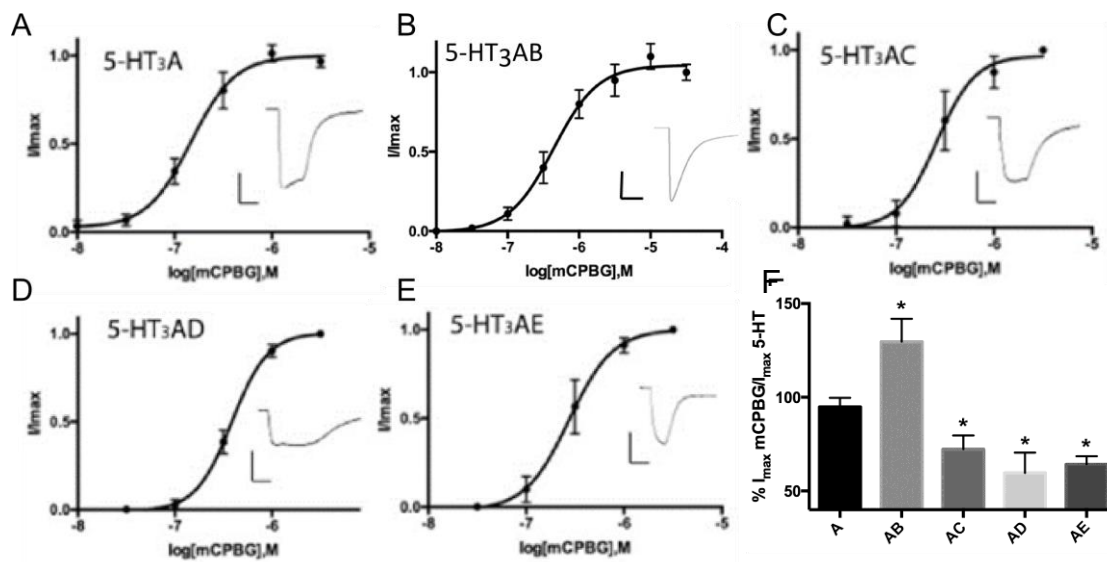 A
5-HT₃A
1.0
0.5
0.0
I/Imax
-8
-7
-6
-5
log[mCPBG],M
B
5-HT₃AB
1.0
0.5
0.0
I/Imax
-8
-7
-6
-5
-4
log[mCPBG],M
C
5-HT₃AC
1.0
0.5
0.0
I/Imax
-8
-7
-6
-5
log[mCPBG],M
D
5-HT₃AD
1.0
0.5
0.0
I/Imax
-8
-7
-6
-5
log[mCPBG],M
E
5-HT₃AE
1.0
0.5
0.0
I/Imax
-8
-7
-6
-5
log[mCPBG],M
F
150
100
50
% Imax mCPBG/Imax 5-HT
*
*
*
*
A
AB
AC
AD
AE